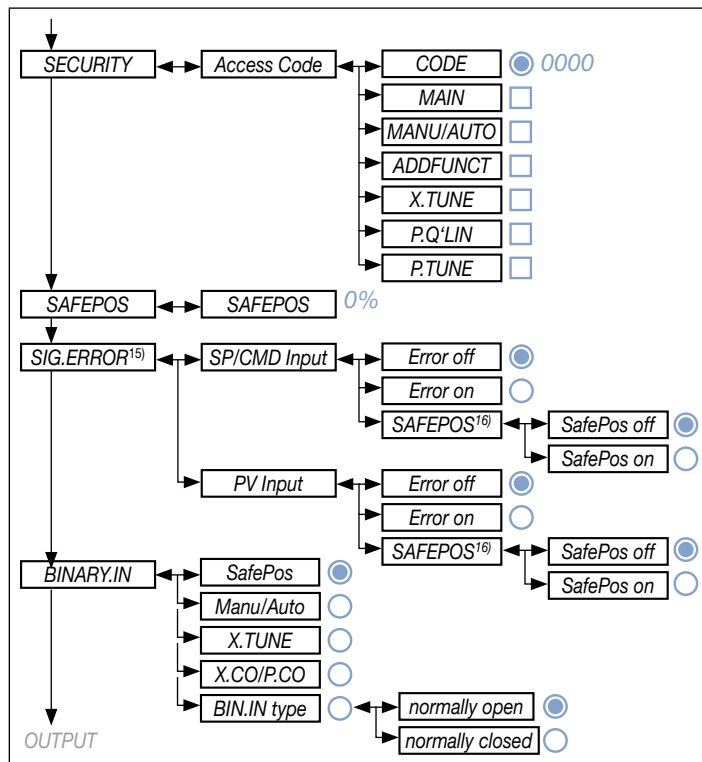 SECURITY Access Code CODE 0000
MAIN
MANU/AUTO
ADDFUNCT
X.TUNE
P.Q'LIN
P.TUNE
SAFEPOS SAFEPOS 0%
SIG.ERROR15) SP/CMD Input Error off
Error on
SAFEPOS16) SafePos off
SafePos on
PV Input Error off
Error on
SAFEPOS16) SafePos off
SafePos on
BINARY.IN SafePos
Manu/Auto
X.TUNE
X.CO/P.CO
BIN.IN type normally open
normally closed
OUTPUT